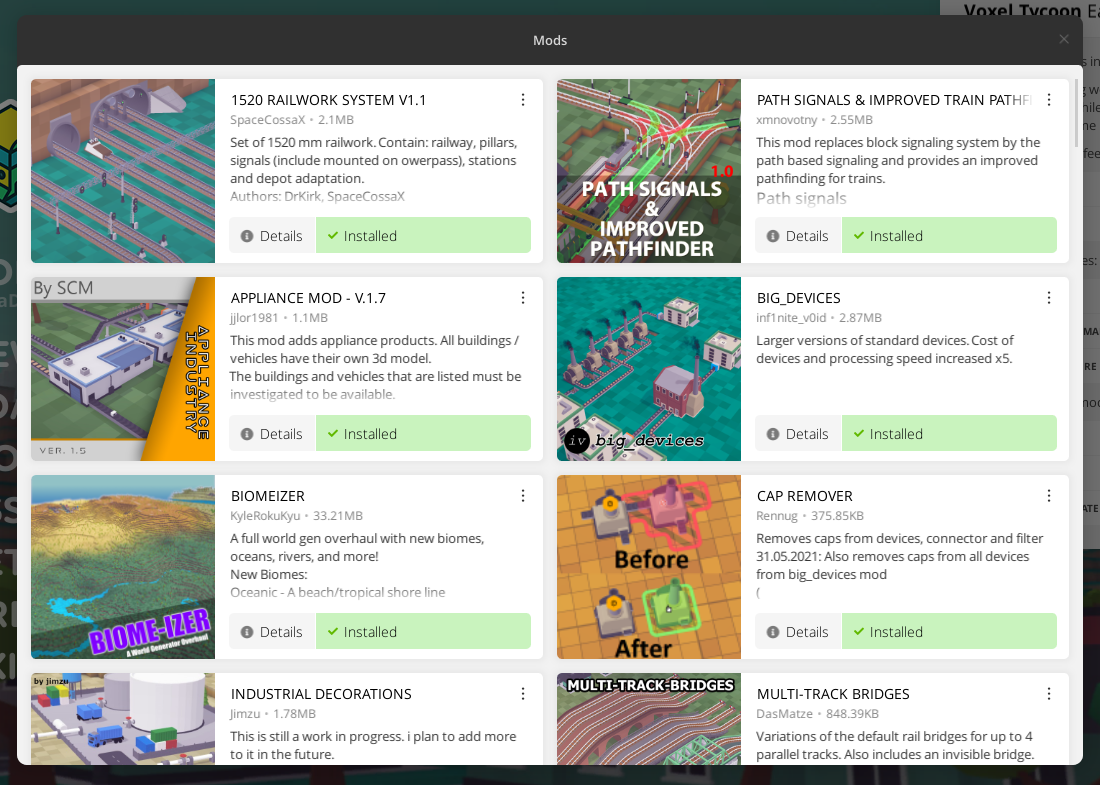 Voxel Tycoon Ea
Mods
1520 RAILWORK SYSTEM V1.1
SpaceCossaX • 2.1MB
Set of 1520 mm railwork. Contain: railway, pillars,
signals (include mounted on owerpass), stations
and depot adaptation.
Authors: DrKirk, SpaceCossaX
Details
Installed
1.0
PATH SIGNALS
&
IMPROVED
PATHFINDER
PATH SIGNALS & IMPROVED TRAIN PATHF
xmnovotny • 2.55MB
This mod replaces block signaling system by the
path based signaling and provides an improved
pathfinding for trains.
Path signals
Details
Installed
By SCM
APPLIANCE
INDUSTRY
VER. 1.5
APPLIANCE MOD - V.1.7
jjlor1981 • 1.1MB
This mod adds appliance products. All buildings /
vehicles have their own 3d model.
The buildings and vehicles that are listed must be
investigated to be available.
Details
Installed
iv big_devices
BIG_DEVICES
inf1nite_v0id • 2.87MB
Larger versions of standard devices. Cost of
devices and processing speed increased x5.
Details
Installed
BIOME-IZER
A World Generator Overhaul
BIOMEIZER
KyleRokuKyu • 33.21MB
A full world gen overhaul with new biomes,
oceans, rivers, and more!
New Biomes:
Oceanic - A beach/tropical shore line
Details
Installed
Before
After
CAP REMOVER
Rennug • 375.85KB
Removes caps from devices, connector and filter
31.05.2021: Also removes caps from all devices
from big_devices mod
(
Details
Installed
by jimzu
INDUSTRIAL DECORATIONS
Jimzu • 1.78MB
This is still a work in progress. i plan to add more
to it in the future.
MULTI-TRACK-BRIDGES
MULTI-TRACK BRIDGES
DasMatze • 848.39KB
Variations of the default rail bridges for up to 4
parallel tracks. Also includes an invisible bridge.